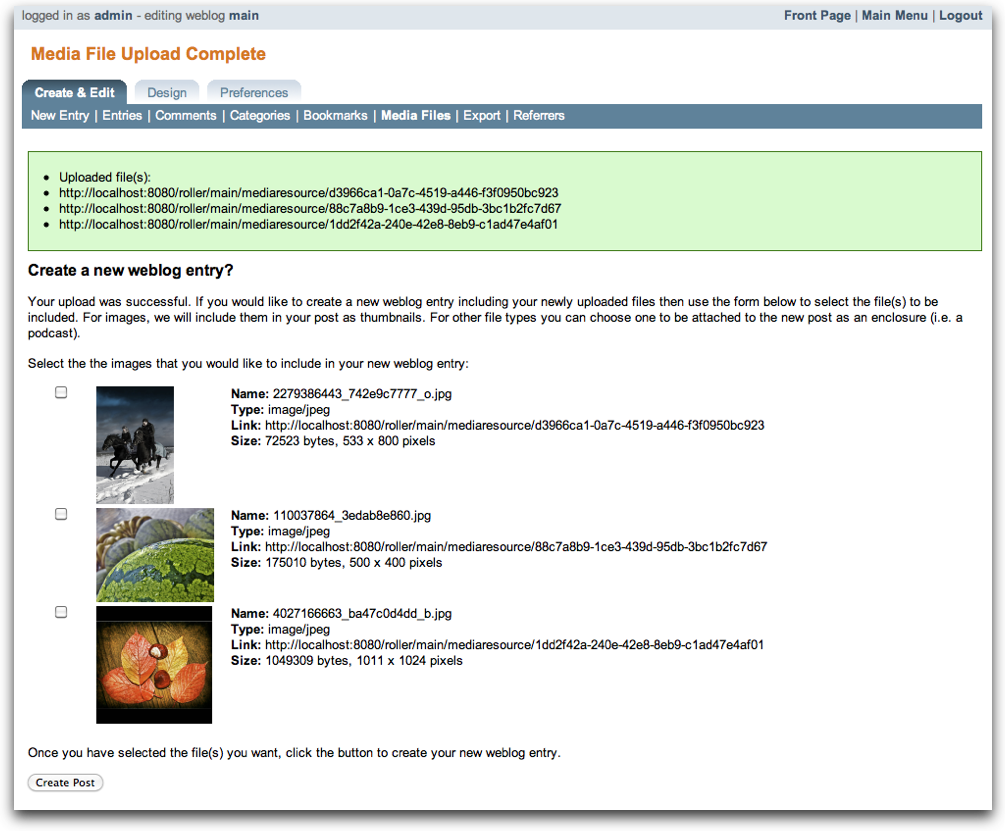 logged in as admin - editing weblog main
Front Page | Main Menu | Logout
Media File Upload Complete
Create & Edit
Design
Preferences
New Entry | Entries | Comments | Categories | Bookmarks | Media Files | Export | Referrers
• Uploaded file(s):
• http://localhost:8080/roller/main/mediaresource/d3966ca1-0a7c-4519-a446-f3f0950bc923
• http://localhost:8080/roller/main/mediaresource/88c7a8b9-1ce3-439d-95db-3bc1b2fc7d67
• http://localhost:8080/roller/main/mediaresource/1dd2f42a-240e-42e8-8eb9-c1ad47e4af01
Create a new weblog entry?
Your upload was successful. If you would like to create a new weblog entry including your newly uploaded files then use the form below to select the file(s) to be
included. For images, we will include them in your post as thumbnails. For other file types you can choose one to be attached to the new post as an enclosure (i.e. a
podcast).
Select the the images that you would like to include in your new weblog entry:
Name: 2279386443_742e9c7777_o.jpg
Type: image/jpeg
Link: http://localhost:8080/roller/main/mediaresource/d3966ca1-0a7c-4519-a446-f3f0950bc923
Size: 72523 bytes, 533 x 800 pixels
Name: 110037864_3edab8e860.jpg
Type: image/jpeg
Link: http://localhost:8080/roller/main/mediaresource/88c7a8b9-1ce3-439d-95db-3bc1b2fc7d67
Size: 175010 bytes, 500 x 400 pixels
Name: 4027166663_ba47c0d4dd_b.jpg
Type: image/jpeg
Link: http://localhost:8080/roller/main/mediaresource/1dd2f42a-240e-42e8-8eb9-c1ad47e4af01
Size: 1049309 bytes, 1011 x 1024 pixels
Once you have selected the file(s) you want, click the button to create your new weblog entry.
Create Post